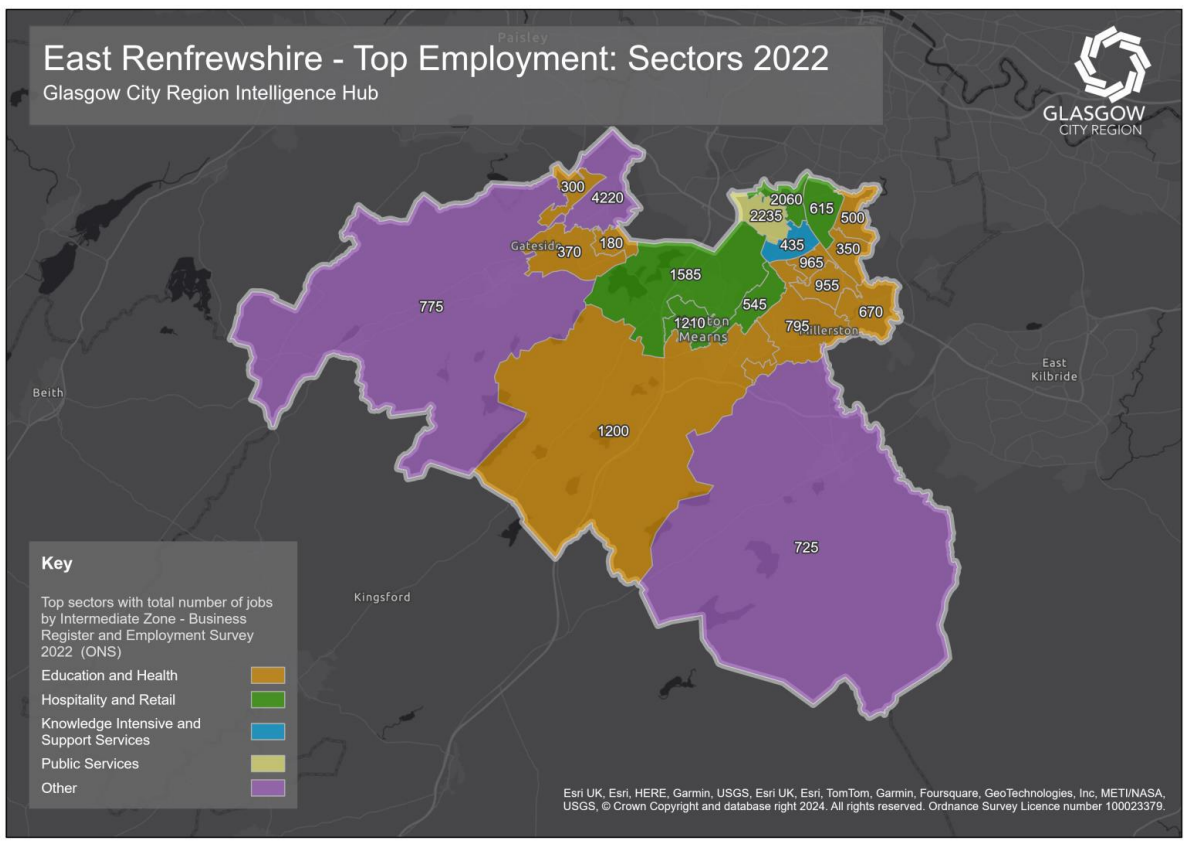 Paisley
East Renfrewshire - Top Employment: Sectors 2022
Glasgow City Region Intelligence Hub
GLASGOW
CITY REGION
300
4220
2060
615
2235
500
Gateside
370
180
435
350
965
1585
955
775
545
670
1210
ton
Mearns
795
illerston
East
Kilbride
Beith
1200
725
Kingsford
Key
Top sectors with total number of jobs
by Intermediate Zone - Business
Register and Employment Survey
2022 (ONS)
Education and Health
Hospitality and Retail
Knowledge Intensive and
Support Services
Public Services
Other
Esri UK, Esri, HERE, Garmin, USGS, Esri UK, Esri, TomTom, Garmin, Foursquare, GeoTechnologies, Inc, METI/NASA,
USGS, © Crown Copyright and database right 2024. All rights reserved. Ordnance Survey Licence number 100023379.